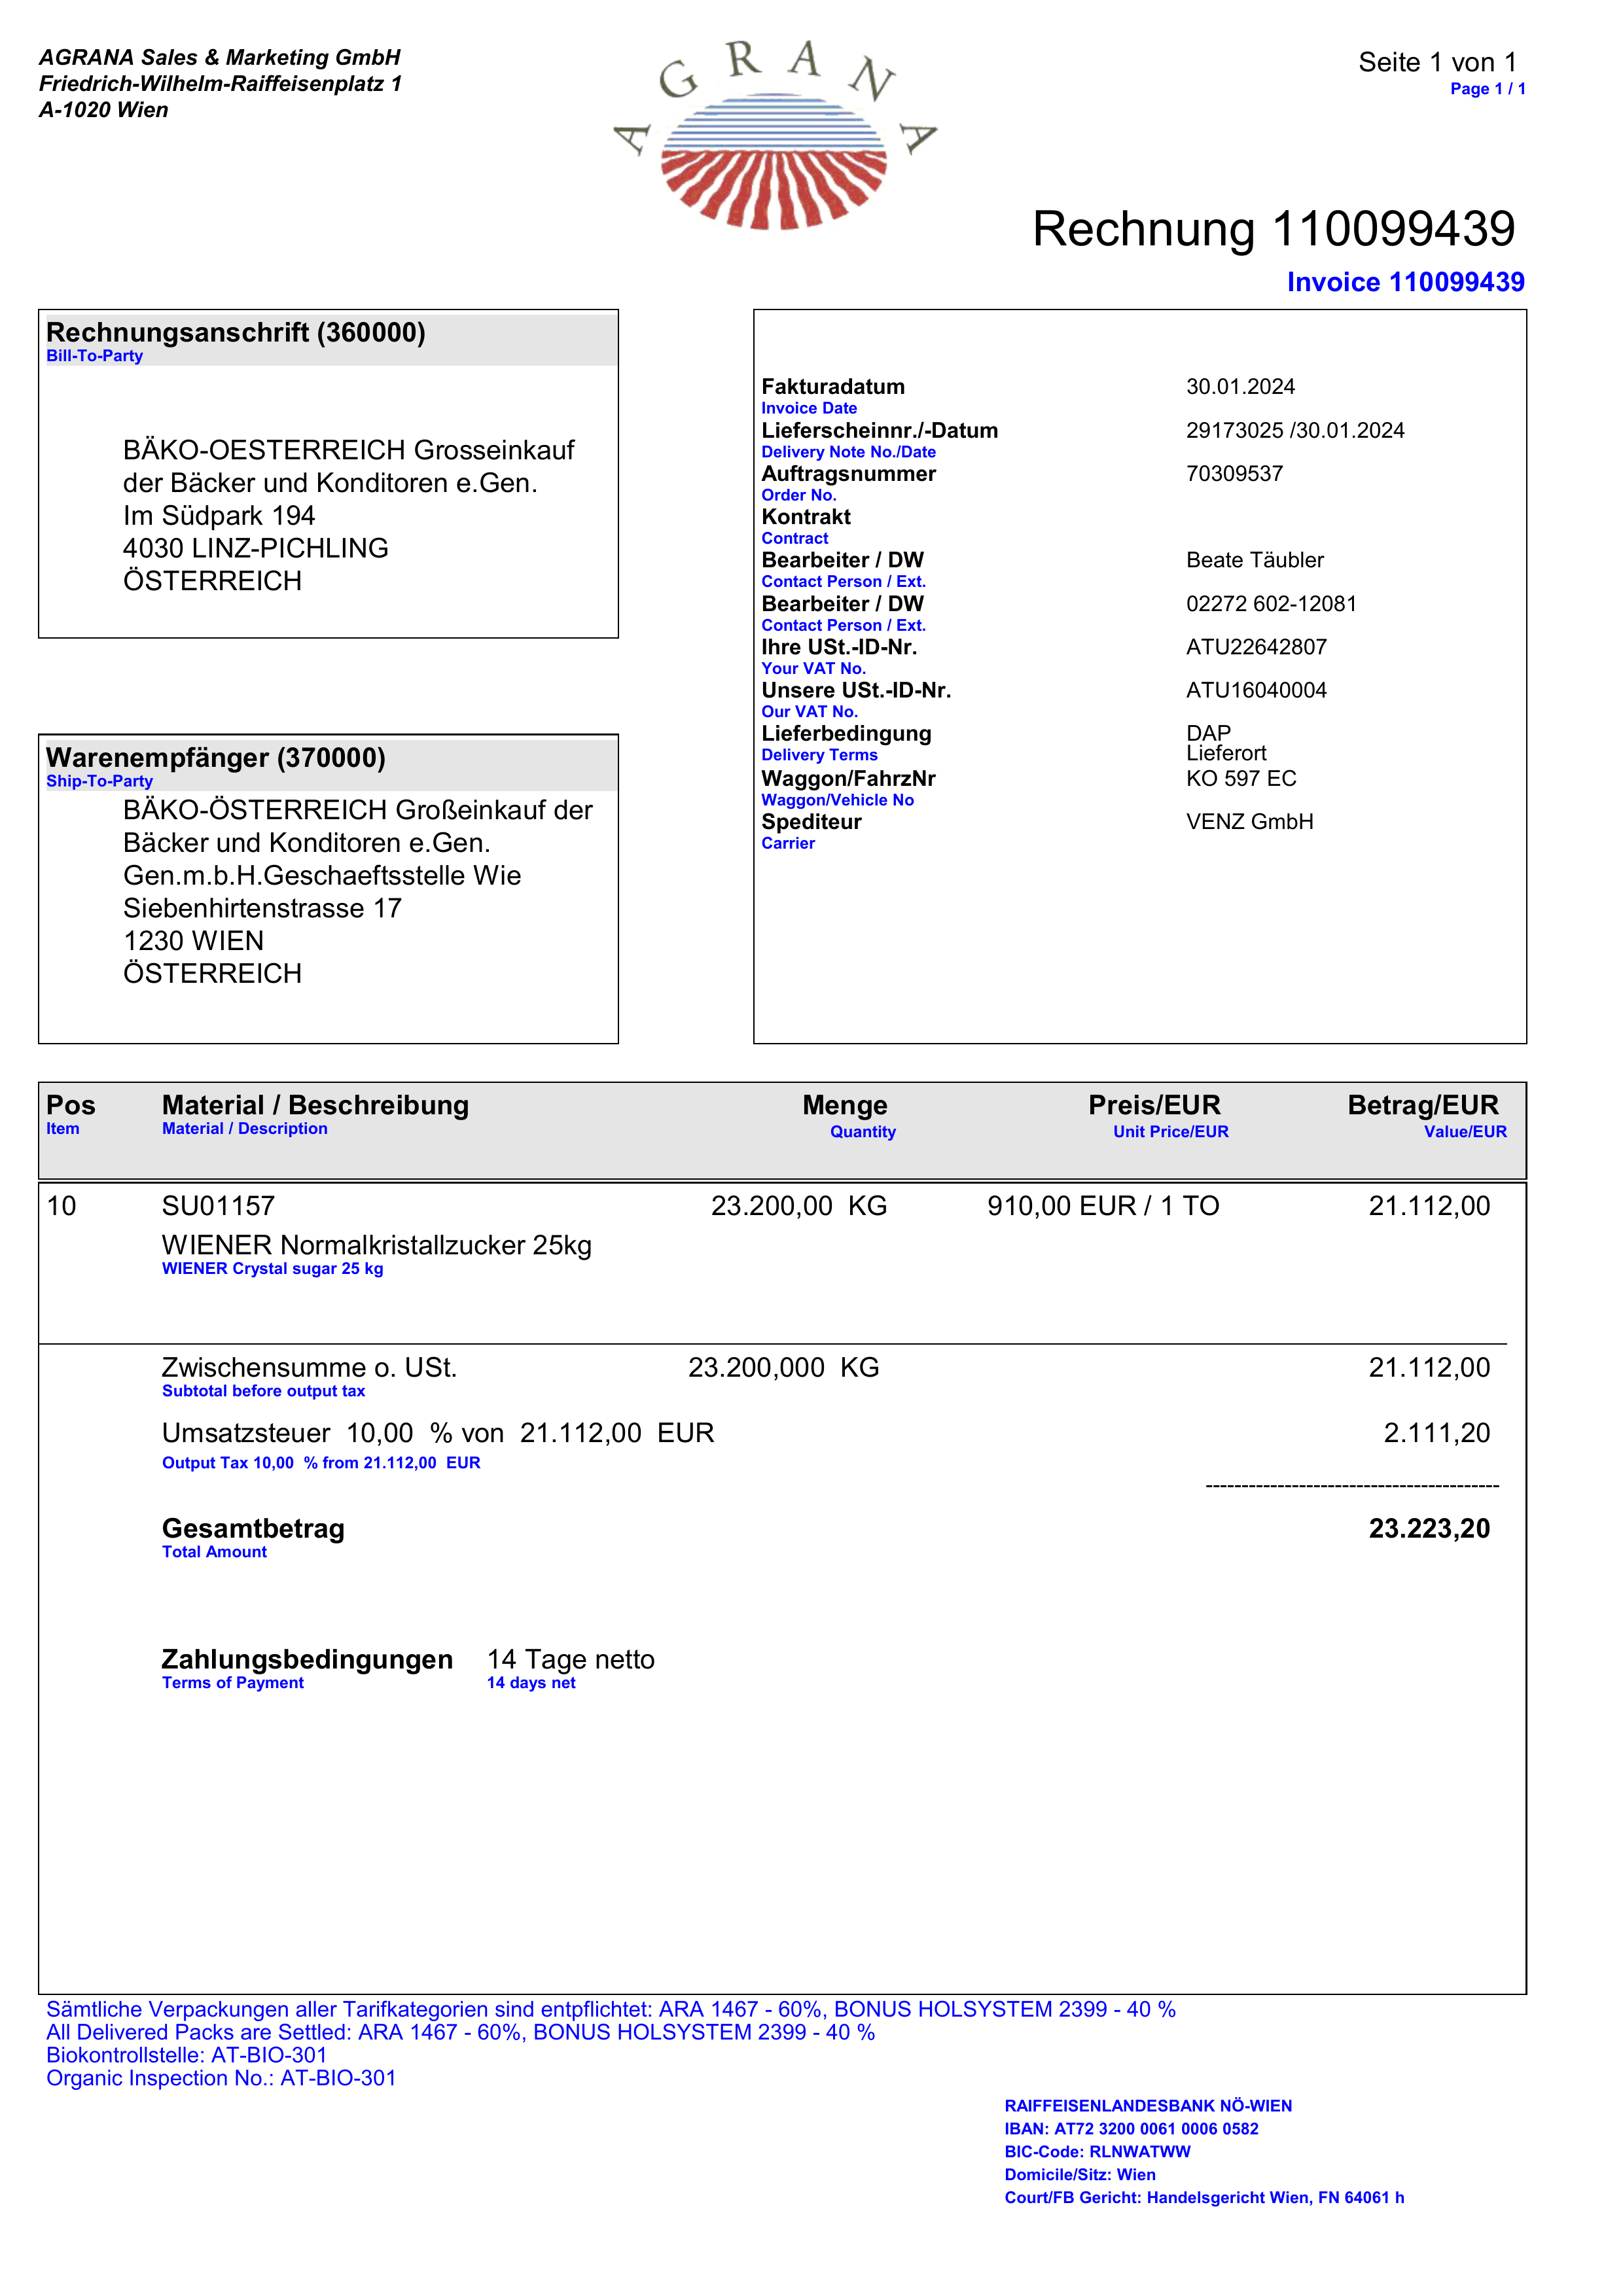 AGRANA Sales & Marketing GmbH
Friedrich-Wilhelm-Raiffeisenplatz 1
A-1020 Wien
AGRANA
Seite 1 von 1
Page 1 / 1
Rechnung 110099439
Invoice 110099439
Rechnungsanschrift (360000)
Bill-To-Party
BÄKO-OESTERREICH Grosseinkauf
der Bäcker und Konditoren e.Gen.
Im Südpark 194
4030 LINZ-PICHLING
ÖSTERREICH
Warenempfänger (370000)
Ship-To-Party
BÄKO-ÖSTERREICH Großeinkauf der
Bäcker und Konditoren e.Gen.
Gen.m.b.H.Geschaeftsstelle Wie
Siebenhirtenstrasse 17
1230 WIEN
ÖSTERREICH
Fakturadatum 30.01.2024
Invoice Date
Lieferscheinnr./-Datum 29173025 /30.01.2024
Delivery Note No./Date
Auftragsnummer 70309537
Order No.
Kontrakt
Contract
Bearbeiter / DW Beate Täubler
Contact Person / Ext.
Bearbeiter / DW 02272 602-12081
Contact Person / Ext.
Ihre USt.-ID-Nr. ATU22642807
Your VAT No.
Unsere USt.-ID-Nr. ATU16040004
Our VAT No.
Lieferbedingung DAP
Delivery Terms Lieferort
Waggon/FahrzNr KO 597 EC
Waggon/Vehicle No
Spediteur VENZ GmbH
Carrier
Pos Material / Beschreibung Menge Preis/EUR Betrag/EUR
Item Material / Description Quantity Unit Price/EUR Value/EUR
10 SU01157 23.200,00 KG 910,00 EUR / 1 TO 21.112,00
WIENER Normalkristallzucker 25kg
WIENER Crystal sugar 25 kg
Zwischensumme o. USt. 23.200,000 KG 21.112,00
Subtotal before output tax
Umsatzsteuer 10,00 % von 21.112,00 EUR 2.111,20
Output Tax 10,00 % from 21.112,00 EUR
-----------------------------------------
Gesamtbetrag 23.223,20
Total Amount
Zahlungsbedingungen 14 Tage netto
Terms of Payment 14 days net
Sämtliche Verpackungen aller Tarifkategorien sind entpflichtet: ARA 1467 - 60%, BONUS HOLSYSTEM 2399 - 40 %
All Delivered Packs are Settled: ARA 1467 - 60%, BONUS HOLSYSTEM 2399 - 40 %
Biokontrollstelle: AT-BIO-301
Organic Inspection No.: AT-BIO-301
RAIFFEISENLANDESBANK NÖ-WIEN
IBAN: AT72 3200 0061 0006 0582
BIC-Code: RLNWATWW
Domicile/Sitz: Wien
Court/FB Gericht: Handelsgericht Wien, FN 64061 h